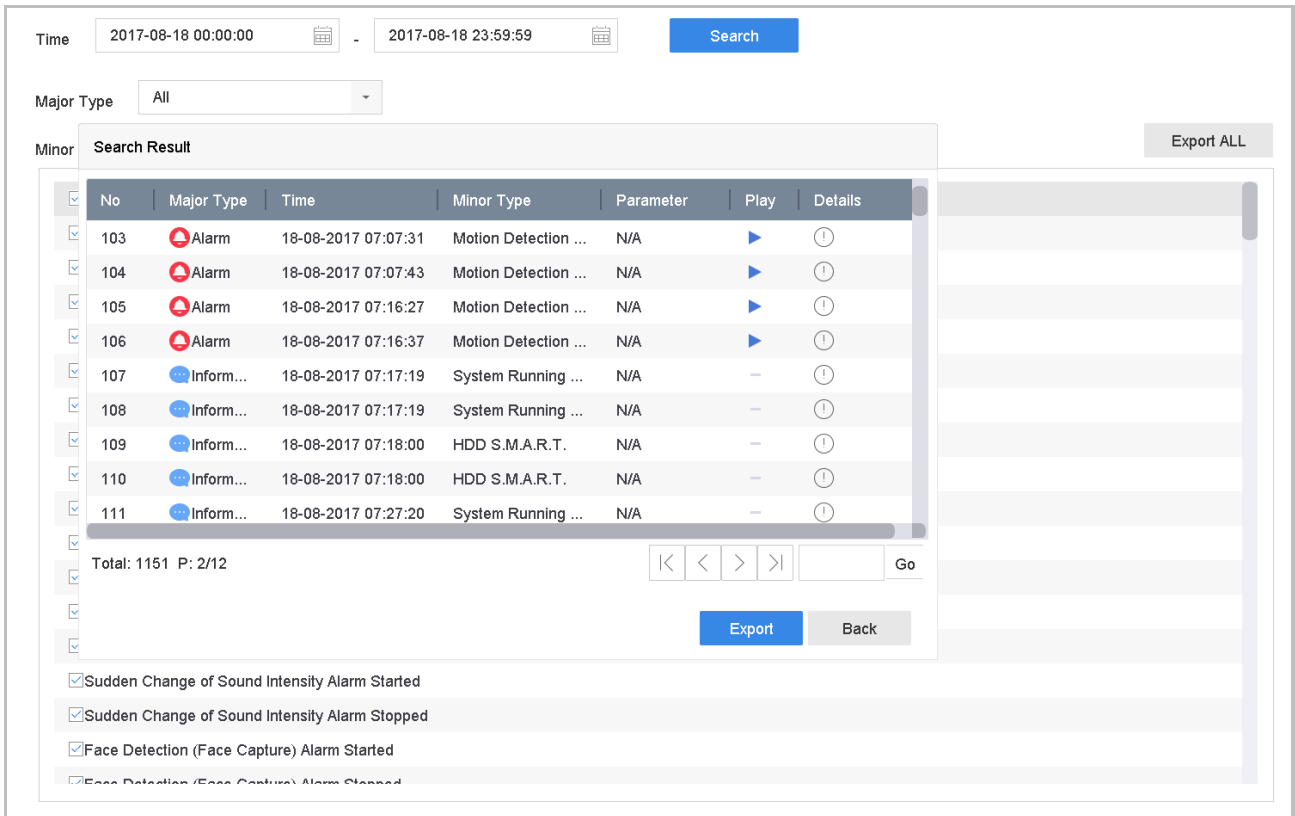 Time 2017-08-18 00:00:00 - 2017-08-18 23:59:59 Search
Major Type All
Minor
Export ALL
Search Result
No Major Type Time Minor Type Parameter Play Details
103 Alarm 18-08-2017 07:07:31 Motion Detection ... N/A
104 Alarm 18-08-2017 07:07:43 Motion Detection ... N/A
105 Alarm 18-08-2017 07:16:27 Motion Detection ... N/A
106 Alarm 18-08-2017 07:16:37 Motion Detection ... N/A
107 Inform... 18-08-2017 07:17:19 System Running ... N/A –
108 Inform... 18-08-2017 07:17:19 System Running ... N/A –
109 Inform... 18-08-2017 07:18:00 HDD S.M.A.R.T. N/A –
110 Inform... 18-08-2017 07:18:00 HDD S.M.A.R.T. N/A –
111 Inform... 18-08-2017 07:27:20 System Running ... N/A –
Total: 1151 P: 2/12
Go
Export Back
Sudden Change of Sound Intensity Alarm Started
Sudden Change of Sound Intensity Alarm Stopped
Face Detection (Face Capture) Alarm Started
Face Detection (Face Capture) Alarm Stopped